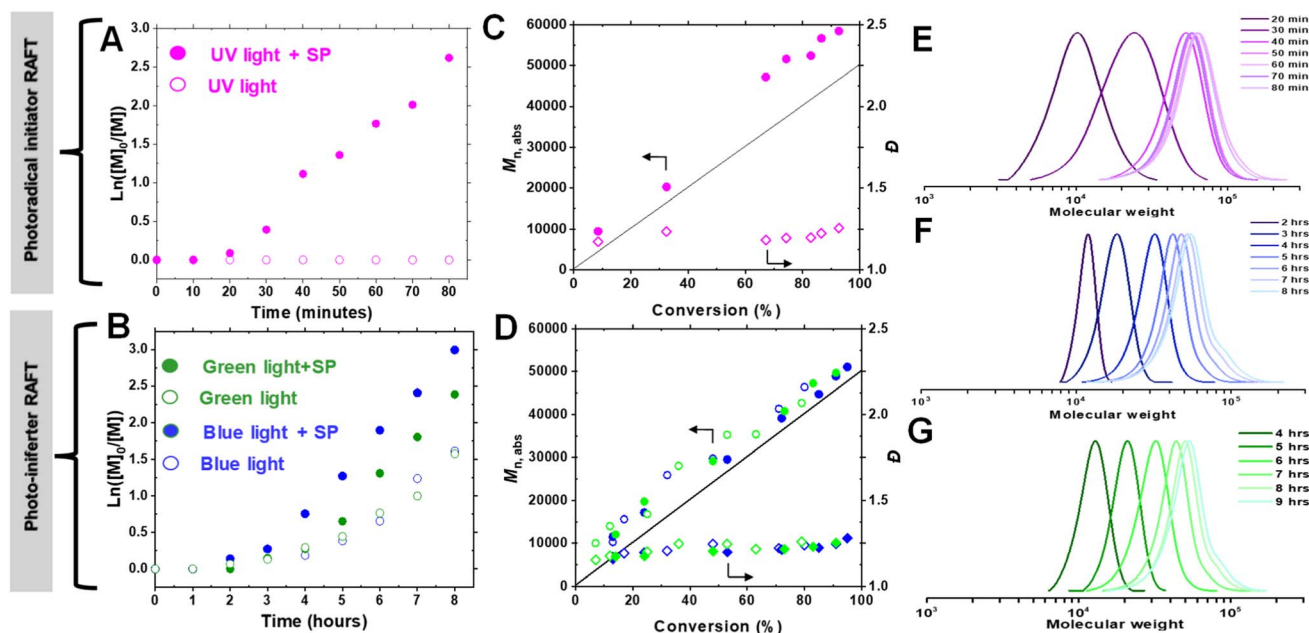 Photoradical initiator RAFT
A
3.0
2.5
2.0
1.5
1.0
0.5
0.0
Ln([M]0/[M])
UV light + SP
UV light
0 10 20 30 40 50 60 70 80
Time (minutes)
C
60000
50000
40000
30000
20000
10000
0
Mn, abs
2.5
2.0
1.5
1.0
Đ
0 20 40 60 80 100
Conversion (%)
E
20 min
30 min
40 min
50 min
60 min
70 min
80 min
10³ 10⁴ 10⁵
Molecular weight
Photo-iniferter RAFT
B
3.0
2.5
2.0
1.5
1.0
0.5
0.0
Ln([M]0/[M])
Green light+SP
Green light
Blue light + SP
Blue light
0 1 2 3 4 5 6 7 8
Time (hours)
D
60000
50000
40000
30000
20000
10000
0
Mn, abs
2.5
2.0
1.5
1.0
Đ
0 20 40 60 80 100
Conversion (%)
F
2 hrs
3 hrs
4 hrs
5 hrs
6 hrs
7 hrs
8 hrs
10³ 10⁴ 10⁵
Molecular weight
G
4 hrs
5 hrs
6 hrs
7 hrs
8 hrs
9 hrs
10³ 10⁴ 10⁵
Molecular weight